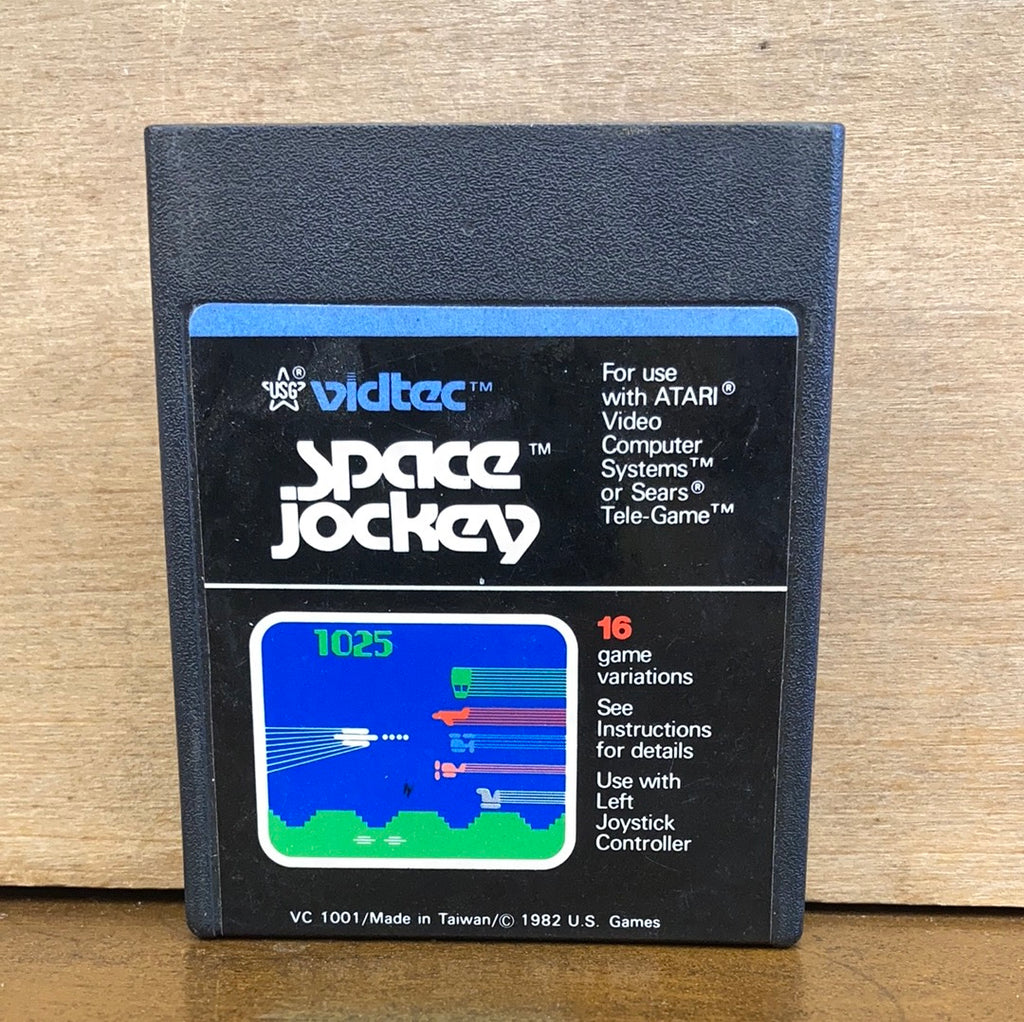 USG® vidtec™
space™
jockey
For use
with ATARI®
Video
Computer
Systems™
or Sears®
Tele-Game™
1025
16
game
variations
See
Instructions
for details
Use with
Left
Joystick
Controller
VC 1001/Made in Taiwan/© 1982 U.S. Games